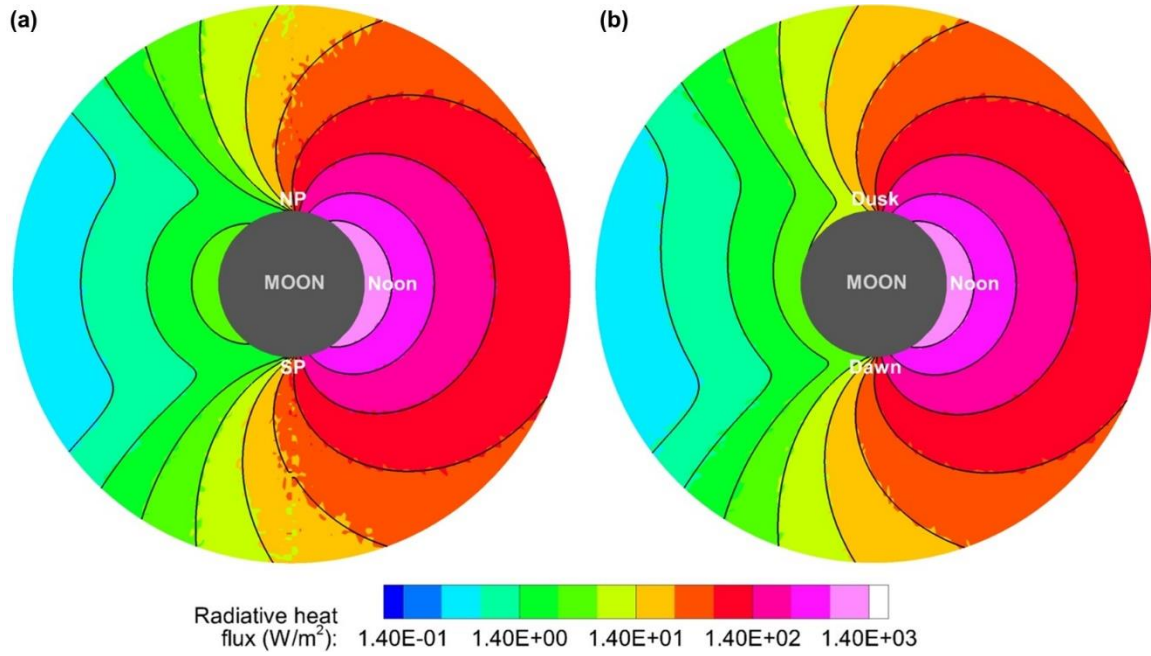 (a)
(b)
NP
MOON
Noon
SP
Dusk
MOON
Noon
Dawn
Radiative heat
flux (W/m²):
1.40E-01 1.40E+00 1.40E+01 1.40E+02 1.40E+03